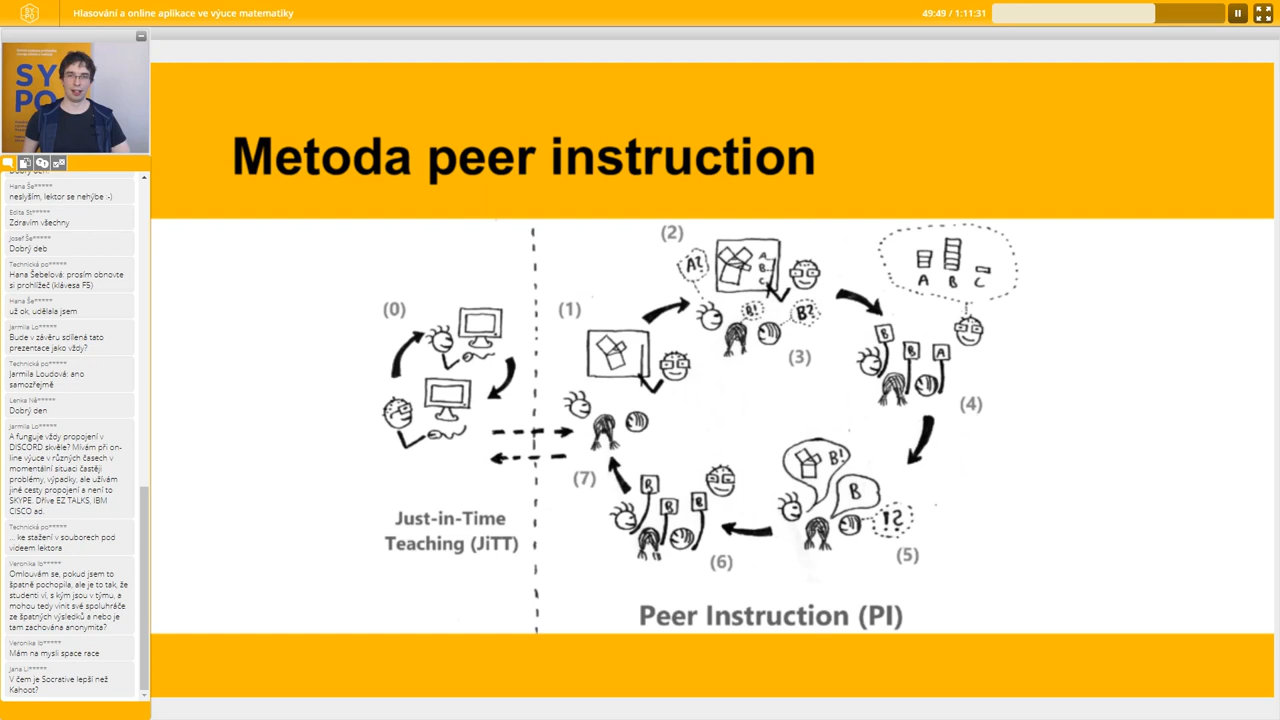 Hlasování a online aplikace ve výuce matematiky
49:49 / 1:11:31
SY
PO
Hana Še*****
neslyším, lektor se nehýbe :-)
Edita St*****
Zdravím všechny
Josef Še*****
Dobrý deb
Technická po*****
Hana Šebelová: prosím obnovte
si prohlížeč (klávesa F5)
Hana Še*****
už ok, udělala jsem
Jarmila Lo*****
Bude v závěru sdílená tato
prezentace jako vždy?
Technická po*****
Jarmila Loudová: ano
samozřejmě
Lenka Ně*****
Dobrý den
Jarmila Lo*****
A funguje vždy propojení v
DISCORD skvěle? Mívám při on-
line výuce v různých časech v
momentální situaci častěji
problémy, výpadky, ale užívám
jiné cesty propojení a není to
SKYPE. Dříve EZ TALKS, IBM
CISCO ad.
Technická po*****
... ke stažení v souborech pod
videem lektora
Veronika Ib*****
Omlouvám se, pokud jsem to
špatně pochopila, ale je to tak, že
studenti ví, s kým jsou v týmu, a
mohou tedy vinit své spoluhráče
ze špatných výsledků a nebo je
tam zachována anonymita?
Veronika Ib*****
Mám na mysli space race
Jana Li*****
V čem je Socrative lepší než
Kahoot?
Metoda peer instruction
(0)
Just-in-Time
Teaching (JiTT)
(1)
(2)
A?
A
B
C
B!
B?
(3)
A B C
B B A
(4)
B!
B
!?
(5)
B B B
(6)
(7)
Peer Instruction (PI)